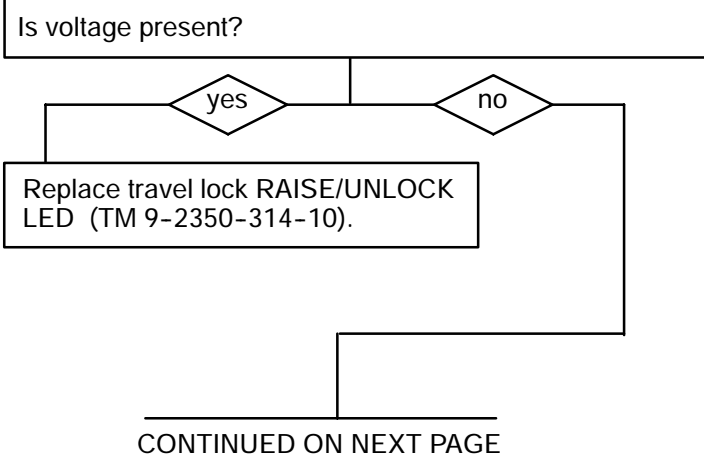 Is voltage present?
yes
no
Replace travel lock RAISE/UNLOCK
LED (TM 9-2350-314-10).
CONTINUED ON NEXT PAGE